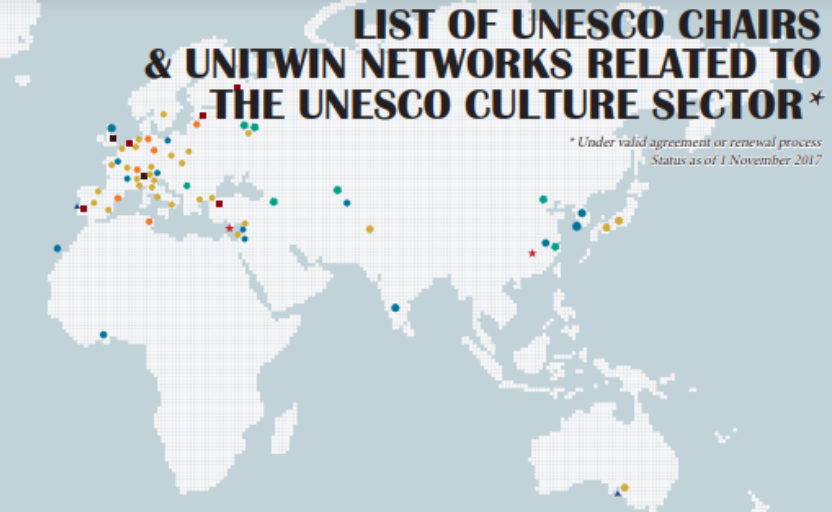 LIST OF UNESCO CHAIRS
& UNITWIN NETWORKS RELATED TO
THE UNESCO CULTURE SECTOR*
* Under valid agreement or renewal process
Status as of 1 November 2017